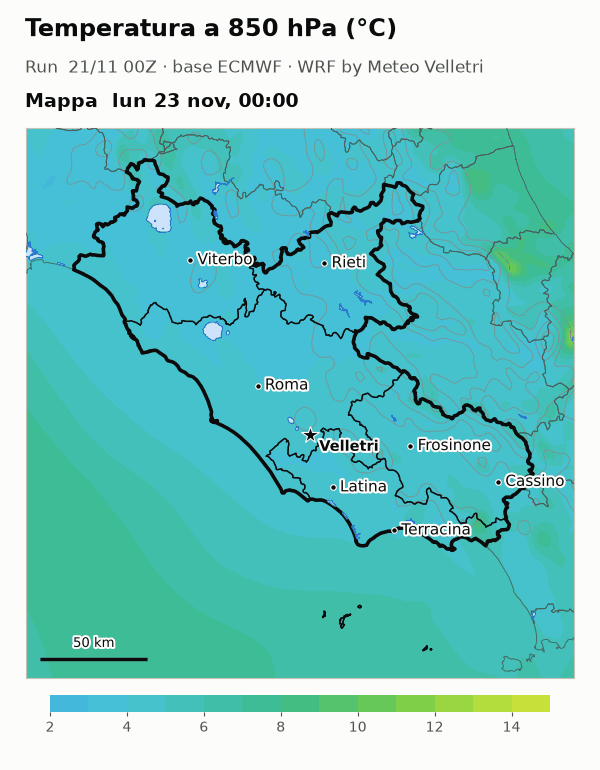 Temperatura a 850 hPa (°C)
Run  21/11 00Z · base ECMWF · WRF by Meteo Velletri
Mappa  lun 23 nov, 00:00
Viterbo
Rieti
Roma
Velletri
Frosinone
Cassino
Latina
Terracina
50 km
2 4 6 8 10 12 14